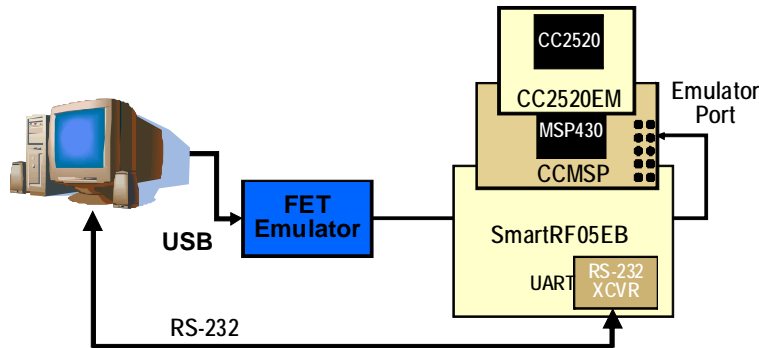 CC2520
CC2520EM
Emulator
Port
MSP430
CCMSP
FET
Emulator
USB
SmartRF05EB
UART
RS-232
XCVR
RS-232